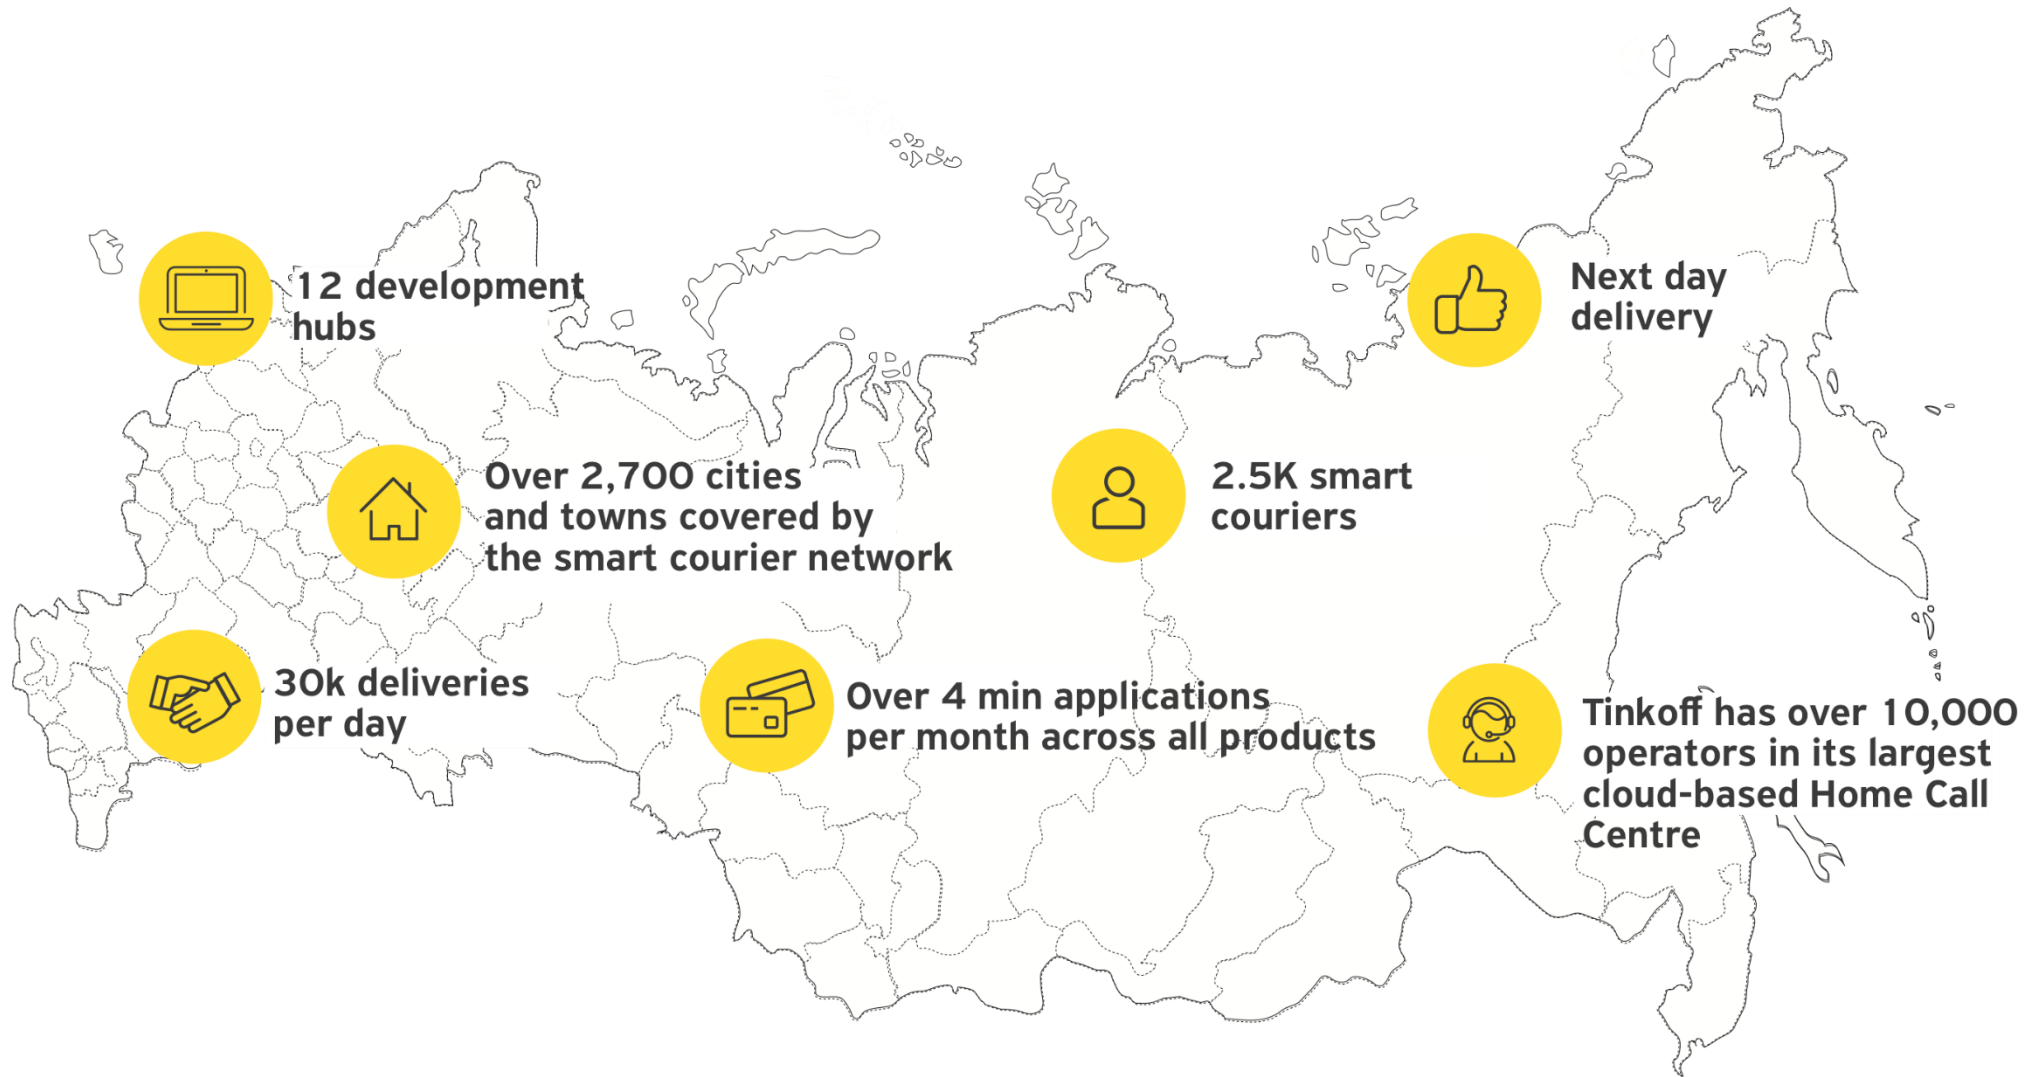 12 development
hubs
Next day
delivery
Over 2,700 cities
and towns covered by
the smart courier network
2.5K smart
couriers
30k deliveries
per day
Over 4 min applications
per month across all products
Tinkoff has over 10,000
operators in its largest
cloud-based Home Call
Centre